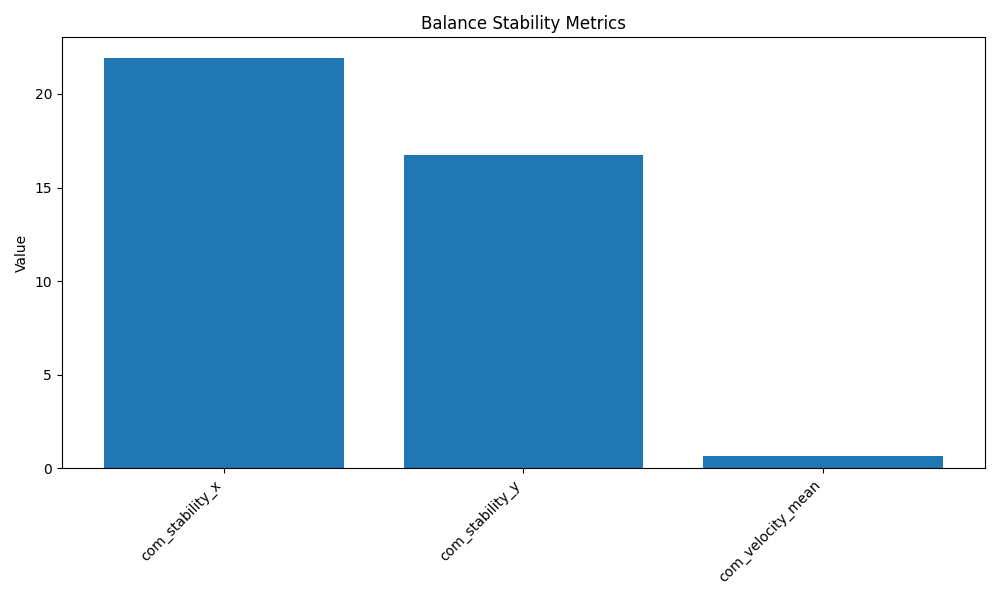 Balance Stability Metrics
Value
20
15
10
5
0
com_stability_x
com_stability_y
com_velocity_mean